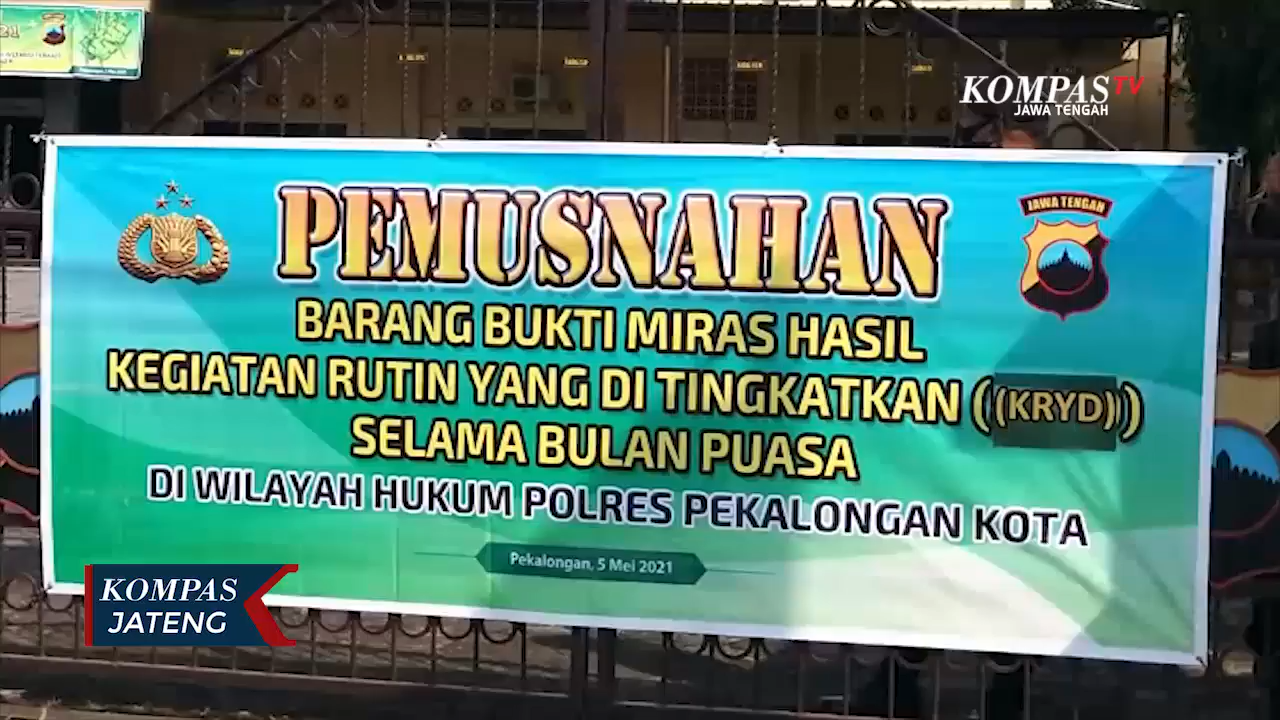 KOMPAS TV
JAWA TENGAH
JAWA TENGAH
PEMUSNAHAN
BARANG BUKTI MIRAS HASIL
KEGIATAN RUTIN YANG DI TINGKATKAN ((KRYD))
SELAMA BULAN PUASA
DI WILAYAH HUKUM POLRES PEKALONGAN KOTA
Pekalongan, 5 Mei 2021
KOMPAS
JATENG